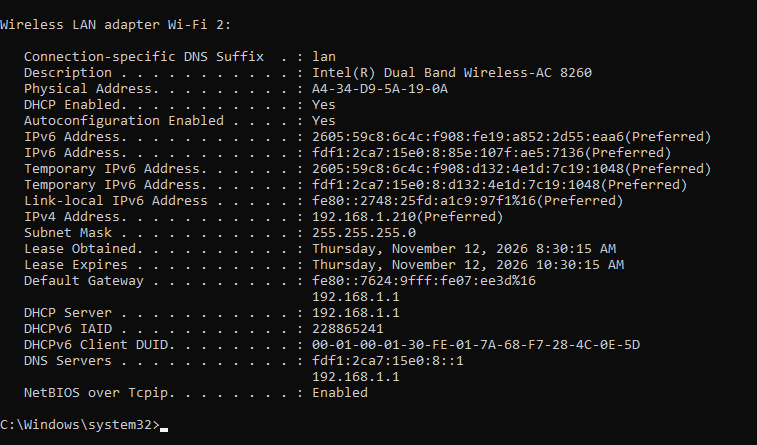 Wireless LAN adapter Wi-Fi 2:
Connection-specific DNS Suffix  . : lan
Description . . . . . . . . . . . : Intel(R) Dual Band Wireless-AC 8260
Physical Address. . . . . . . . . : A4-34-D9-5A-19-0A
DHCP Enabled. . . . . . . . . . . : Yes
Autoconfiguration Enabled . . . . : Yes
IPv6 Address. . . . . . . . . . . : 2605:59c8:6c4c:f908:fe19:a852:2d55:eaa6(Preferred)
IPv6 Address. . . . . . . . . . . : fdf1:2ca7:15e0:8:85e:107f:ae5:7136(Preferred)
Temporary IPv6 Address. . . . . . : 2605:59c8:6c4c:f908:d132:4e1d:7c19:1048(Preferred)
Temporary IPv6 Address. . . . . . : fdf1:2ca7:15e0:8:d132:4e1d:7c19:1048(Preferred)
Link-local IPv6 Address . . . . . : fe80::2748:25fd:a1c9:97f1%16(Preferred)
IPv4 Address. . . . . . . . . . . : 192.168.1.210(Preferred)
Subnet Mask . . . . . . . . . . . : 255.255.255.0
Lease Obtained. . . . . . . . . . : Thursday, November 12, 2026 8:30:15 AM
Lease Expires . . . . . . . . . . : Thursday, November 12, 2026 10:30:15 AM
Default Gateway . . . . . . . . . : fe80::7624:9fff:fe07:ee3d%16
192.168.1.1
DHCP Server . . . . . . . . . . . : 192.168.1.1
DHCPv6 IAID . . . . . . . . . . . : 228865241
DHCPv6 Client DUID. . . . . . . . : 00-01-00-01-30-FE-01-7A-68-F7-28-4C-0E-5D
DNS Servers . . . . . . . . . . . : fdf1:2ca7:15e0:8::1
192.168.1.1
NetBIOS over Tcpip. . . . . . . . : Enabled
C:\Windows\system32>